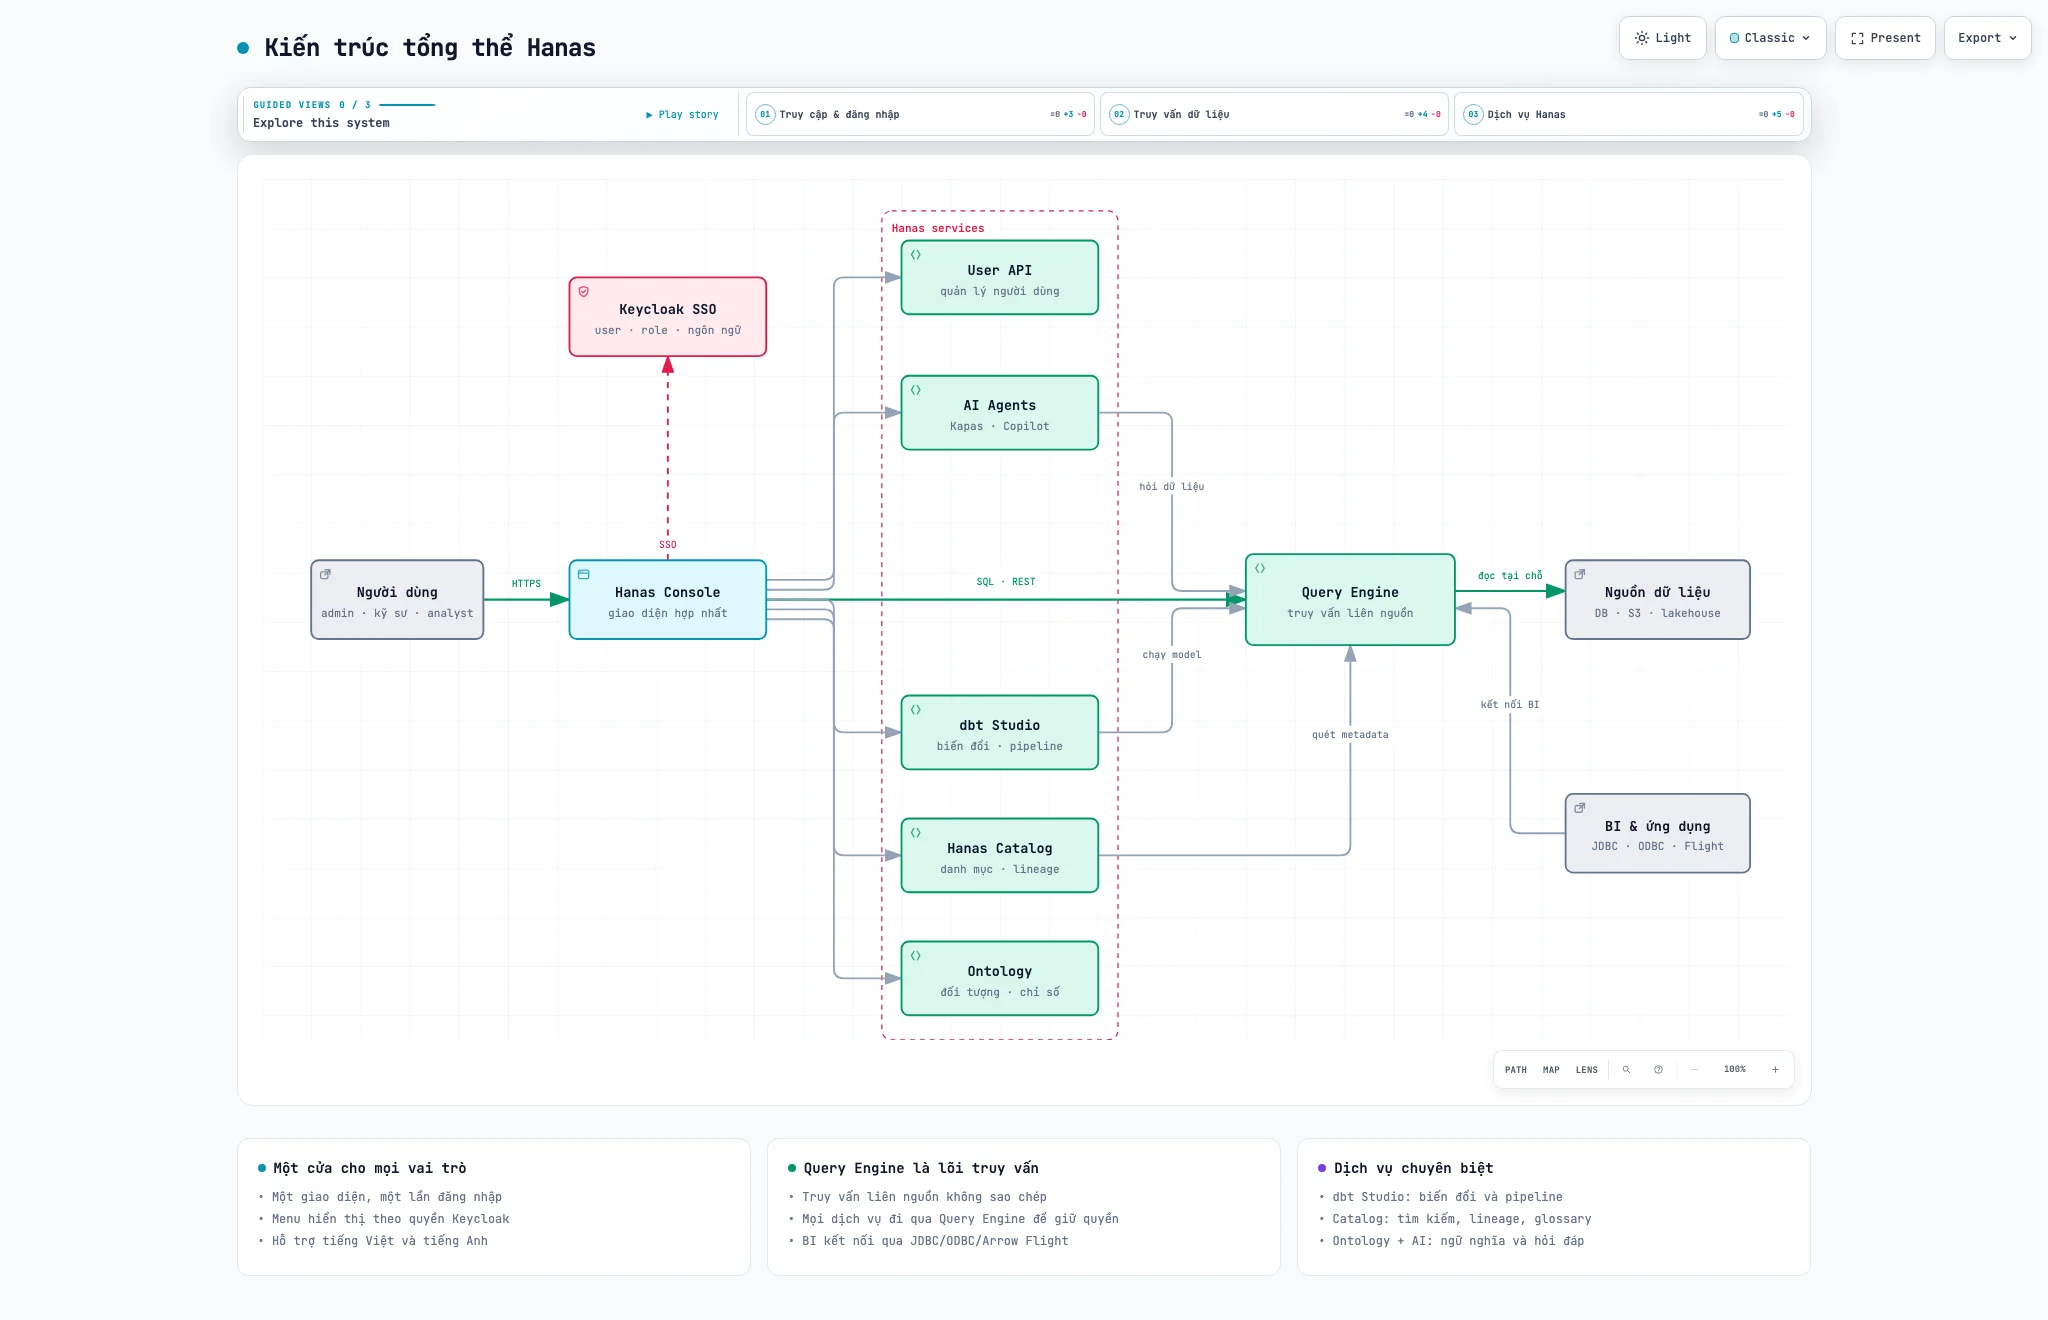 Kiến trúc tổng thể Hanas
Light
Classic
Present
Export
GUIDED VIEWS 0 / 3
Explore this system
▶ Play story
01 Truy cập & đăng nhập =0 +3 -0
02 Truy vấn dữ liệu =0 +4 -0
03 Dịch vụ Hanas =0 +5 -0
Hanas services
User API
quản lý người dùng
Keycloak SSO
user · role · ngôn ngữ
AI Agents
Kapas · Copilot
hỏi dữ liệu
SSO
Người dùng
admin · kỹ sư · analyst
HTTPS
Hanas Console
giao diện hợp nhất
SQL · REST
Query Engine
truy vấn liên nguồn
đọc tại chỗ
Nguồn dữ liệu
DB · S3 · lakehouse
chạy model
kết nối BI
dbt Studio
biến đổi · pipeline
quét metadata
Hanas Catalog
danh mục · lineage
BI & ứng dụng
JDBC · ODBC · Flight
Ontology
đối tượng · chỉ số
PATH MAP LENS − 100% +
Một cửa cho mọi vai trò
• Một giao diện, một lần đăng nhập
• Menu hiển thị theo quyền Keycloak
• Hỗ trợ tiếng Việt và tiếng Anh
Query Engine là lõi truy vấn
• Truy vấn liên nguồn không sao chép
• Mọi dịch vụ đi qua Query Engine để giữ quyền
• BI kết nối qua JDBC/ODBC/Arrow Flight
Dịch vụ chuyên biệt
• dbt Studio: biến đổi và pipeline
• Catalog: tìm kiếm, lineage, glossary
• Ontology + AI: ngữ nghĩa và hỏi đáp